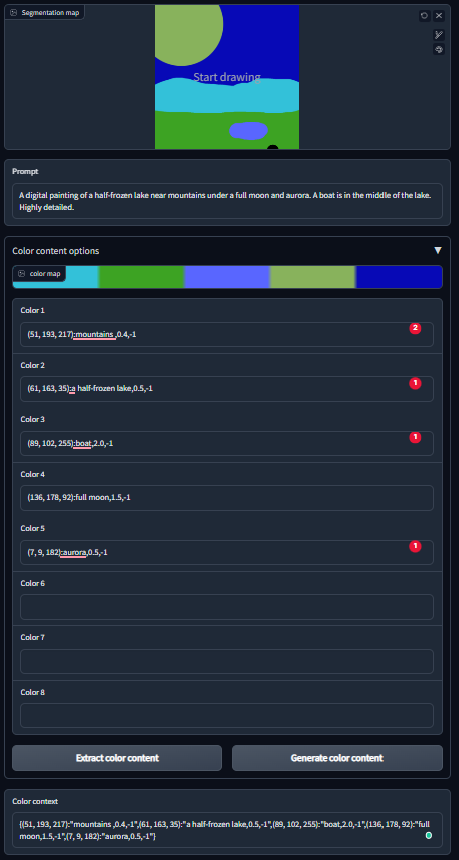 Segmentation map
Start drawing
Prompt
A digital painting of a half-frozen lake near mountains under a full moon and aurora. A boat is in the middle of the lake.
Highly detailed.
Color content options
▼
color map
Color 1
(51, 193, 217):mountains ,0.4,-1
2
Color 2
(61, 163, 35):a half-frozen lake,0.5,-1
1
Color 3
(89, 102, 255):boat,2.0,-1
1
Color 4
(136, 178, 92):full moon,1.5,-1
Color 5
(7, 9, 182):aurora,0.5,-1
1
Color 6
Color 7
Color 8
Extract color content
Generate color content
Color context
{(51, 193, 217):"mountains ,0.4,-1",(61, 163, 35):"a half-frozen lake,0.5,-1",(89, 102, 255):"boat,2.0,-1",(136, 178, 92):"full
moon,1.5,-1",(7, 9, 182):"aurora,0.5,-1"}